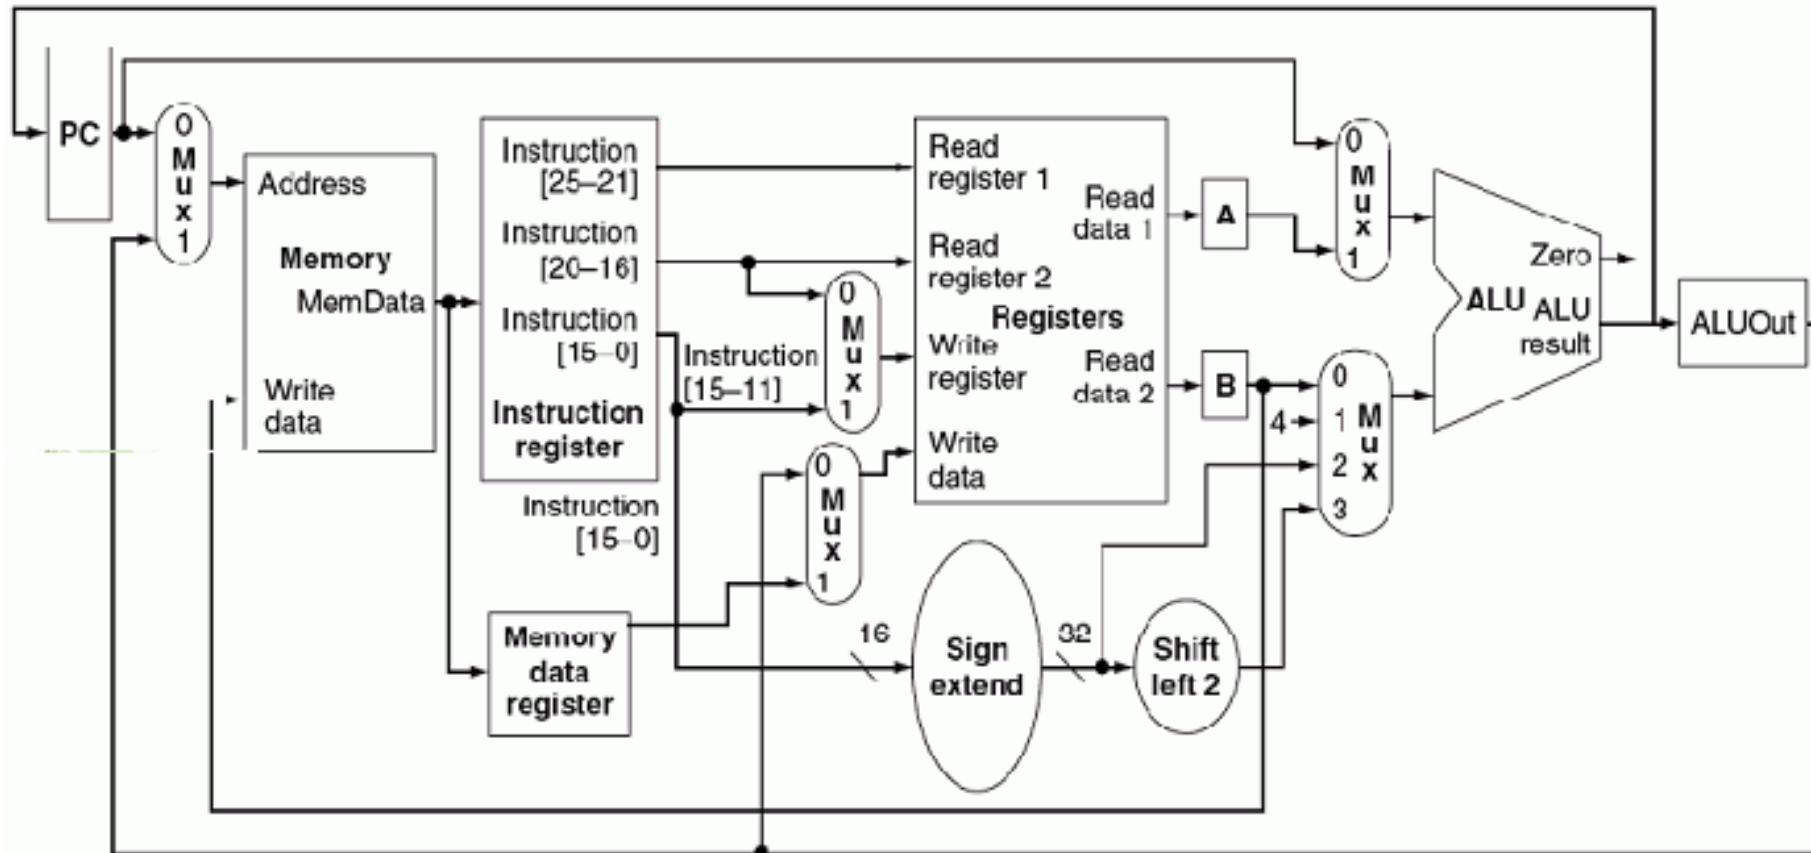 PC
0
M
u
x
1
Address
Memory
MemData
Write
data
Instruction
[25–21]
Instruction
[20–16]
Instruction
[15–0]
Instruction
register
Instruction
[15–0]
Instruction
[15–11]
Memory
data
register
0
M
u
x
1
0
M
u
x
1
Read
register 1
Read
register 2
Registers
Write
register
Write
data
Read
data 1
Read
data 2
16
Sign
extend
32
Shift
left 2
A
B
4
0
M
u
x
1
0
1
2
3
M
u
x
Zero
ALU
ALU
result
ALUOut